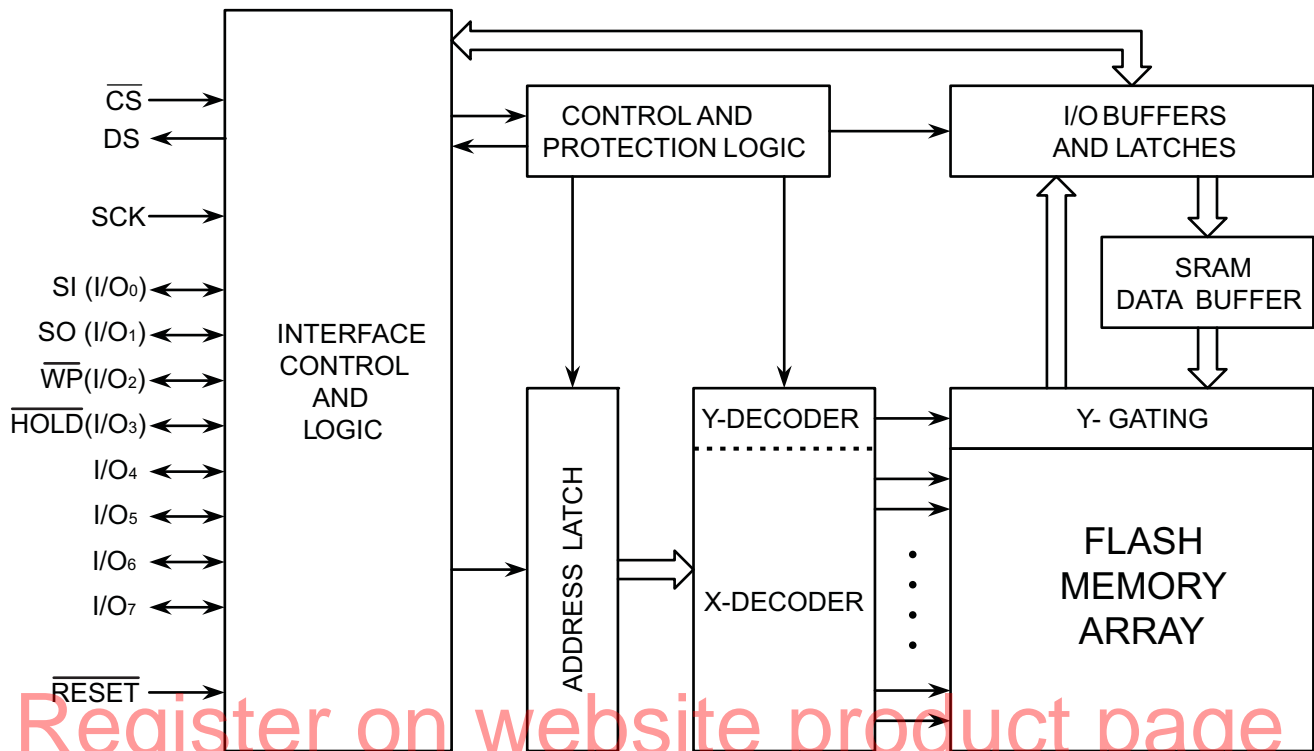 CS
DS
SCK
SI (I/O0)
SO (I/O1)
WP(I/O2)
HOLD(I/O3)
I/O4
I/O5
I/O6
I/O7
RESET
INTERFACE
CONTROL
AND
LOGIC
CONTROL AND
PROTECTION LOGIC
I/O BUFFERS
AND LATCHES
SRAM
DATA BUFFER
ADDRESS LATCH
Y-DECODER
X-DECODER
Y- GATING
FLASH
MEMORY
ARRAY
Register on website product page